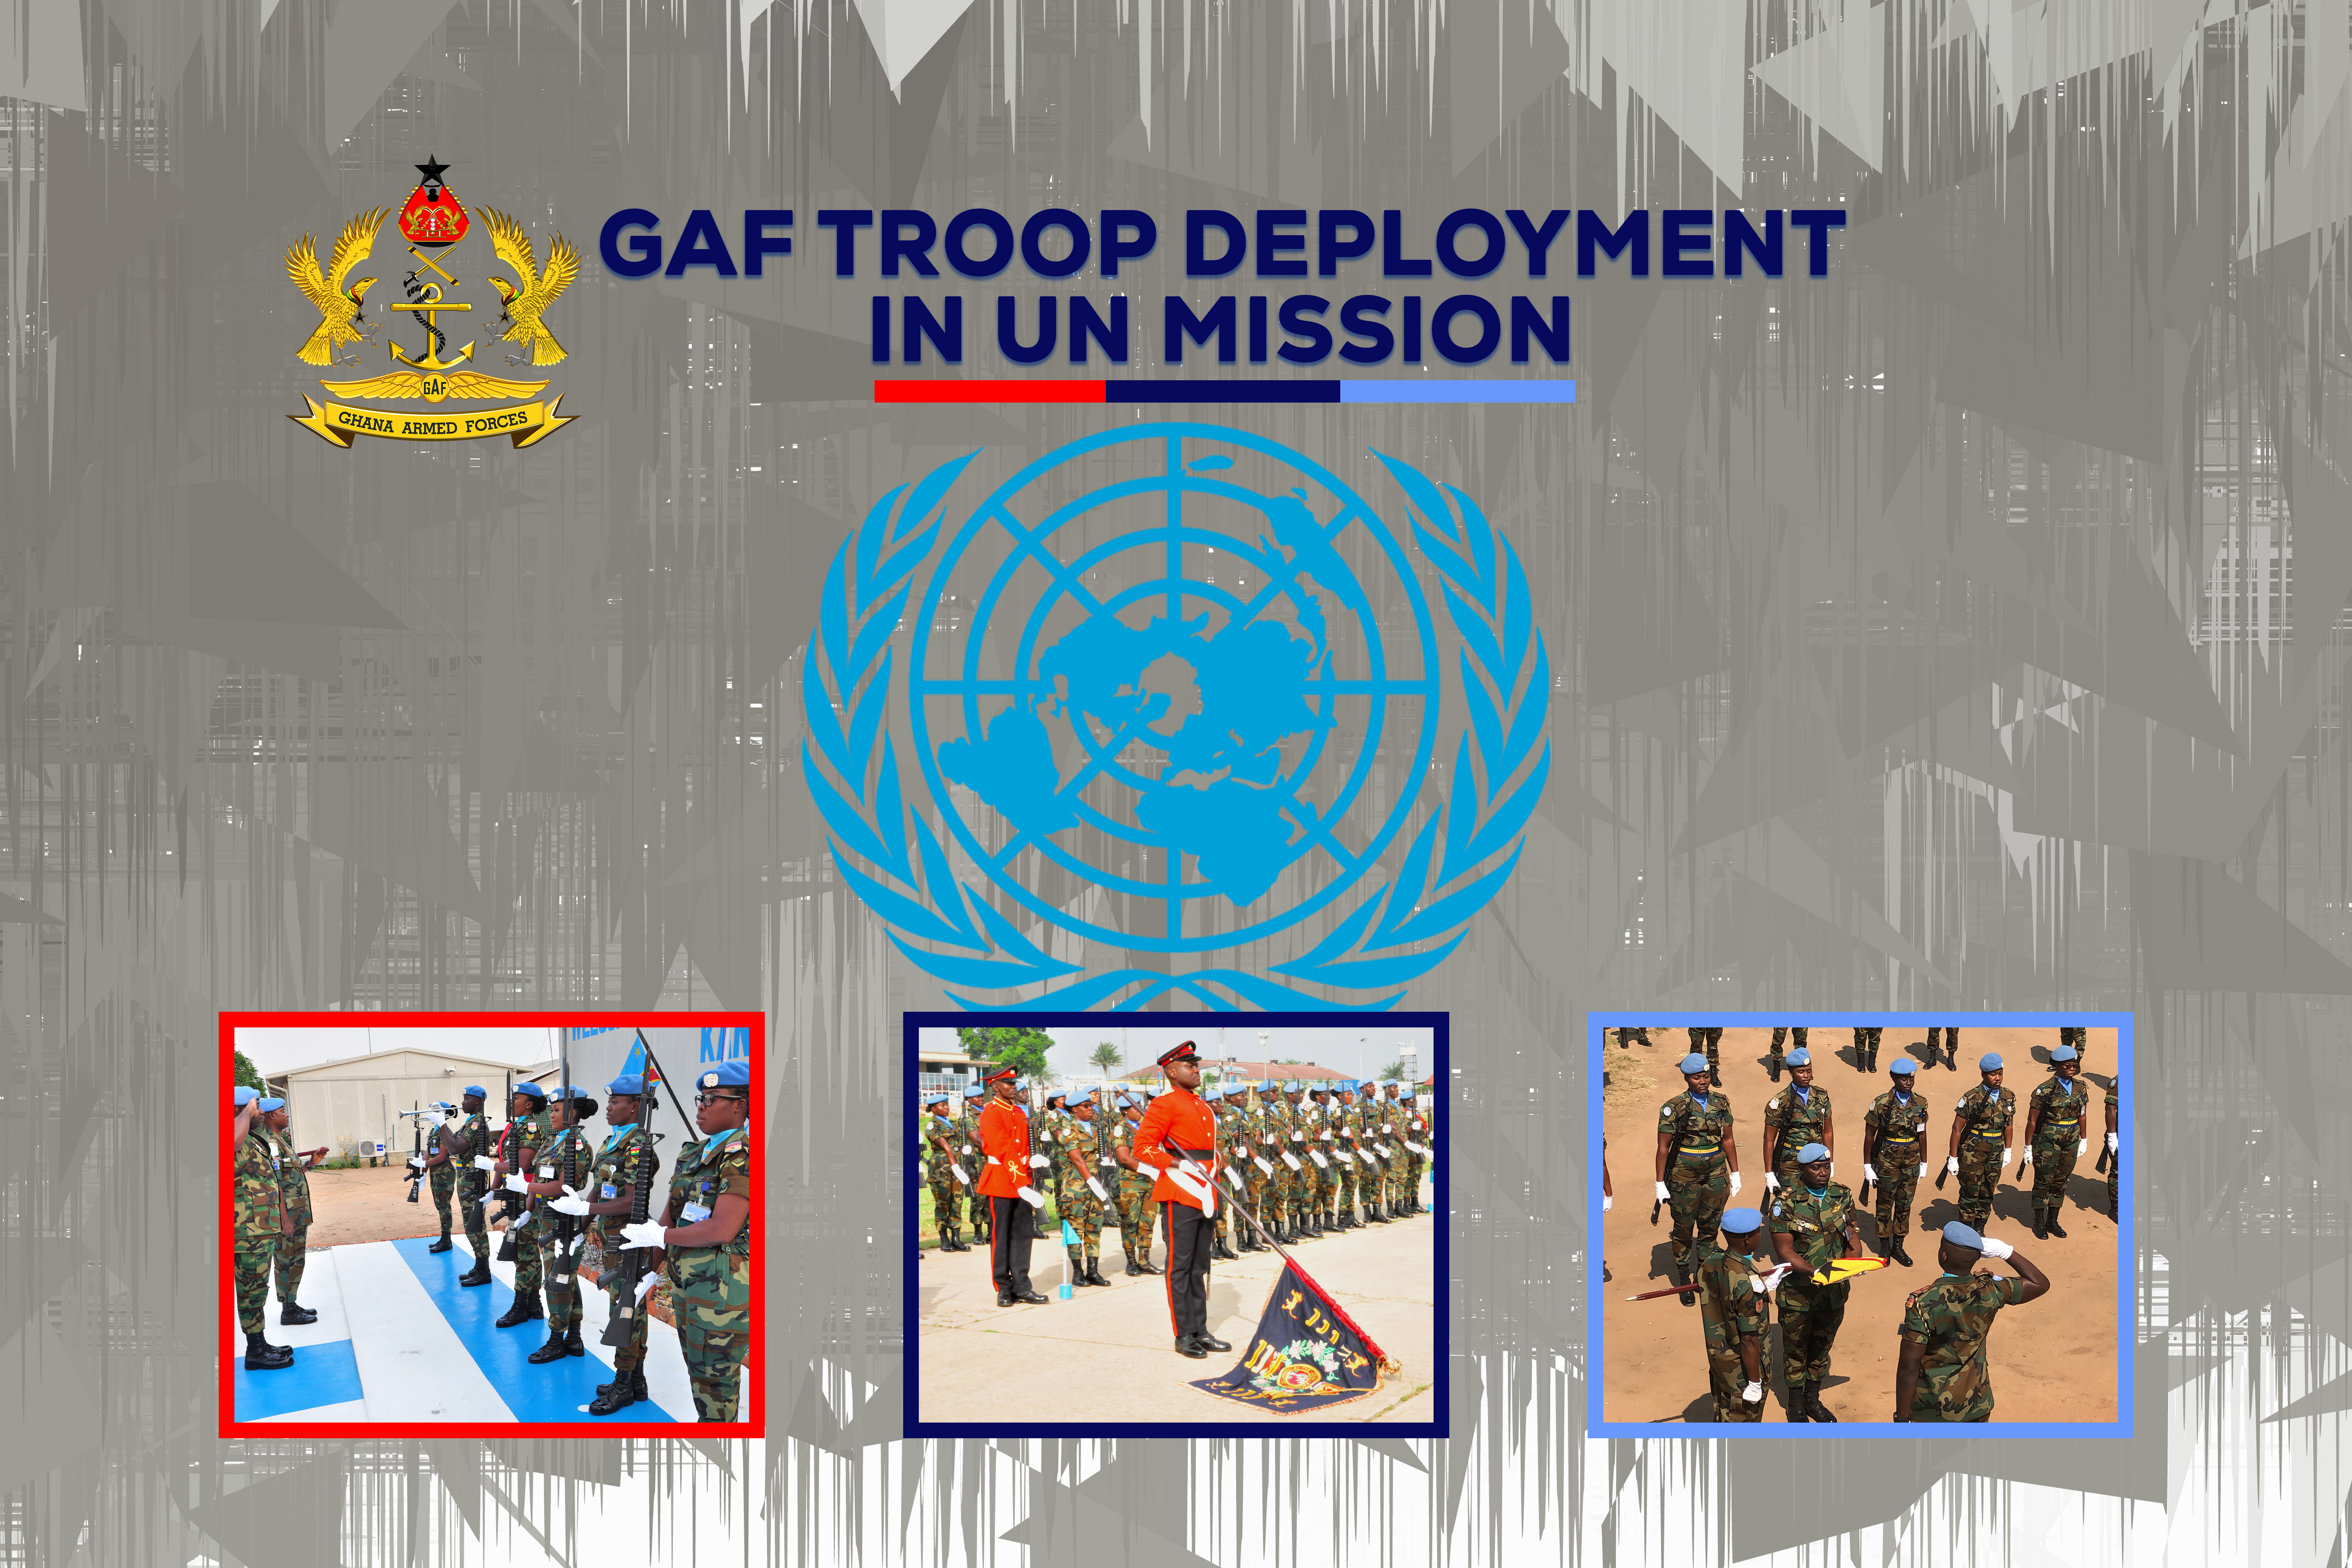 GAF TROOP DEPLOYMENT
IN UN MISSION
GAF
GHANA ARMED FORCES